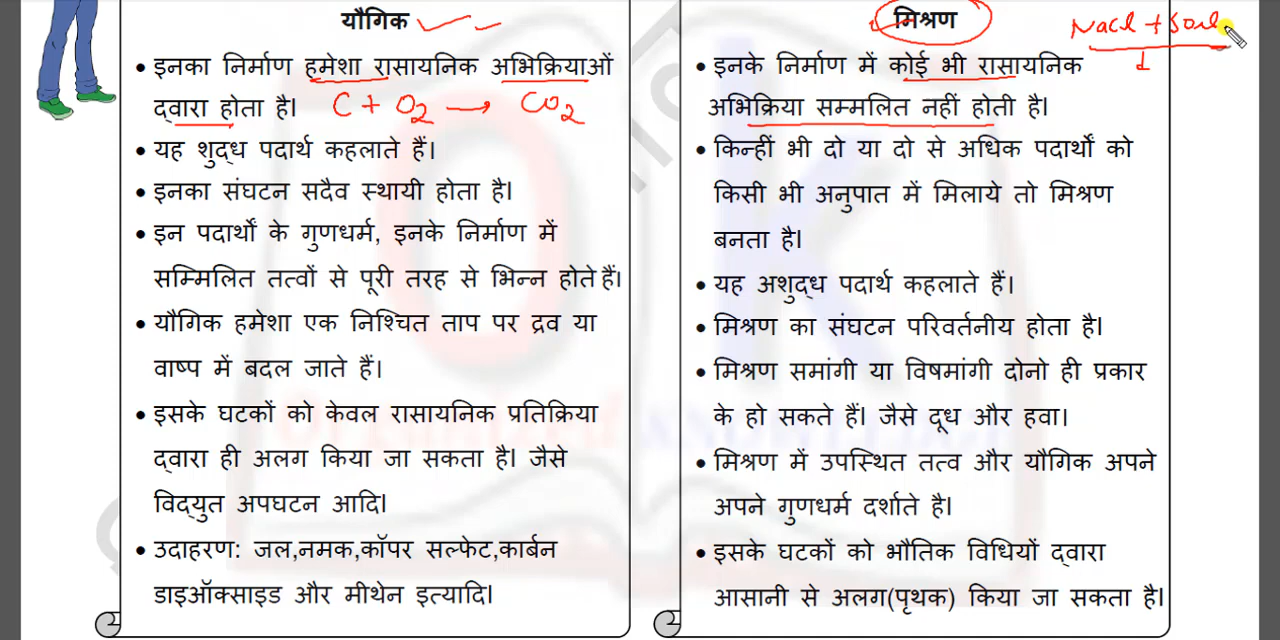 यौगिक
• इनका निर्माण हमेशा रासायनिक अभिक्रियाओं
द्वारा होता है। C + O2 → CO2
• यह शुद्ध पदार्थ कहलाते हैं।
• इनका संघटन सदैव स्थायी होता है।
• इन पदार्थों के गुणधर्म, इनके निर्माण में
सम्मिलित तत्वों से पूरी तरह से भिन्न होते हैं।
• यौगिक हमेशा एक निश्चित ताप पर द्रव या
वाष्प में बदल जाते हैं।
• इसके घटकों को केवल रासायनिक प्रतिक्रिया
द्वारा ही अलग किया जा सकता है। जैसे
विद्युत अपघटन आदि।
• उदाहरण: जल,नमक,कॉपर सल्फेट,कार्बन
डाइऑक्साइड और मीथेन इत्यादि।
मिश्रण
NaCl + Soil
• इनके निर्माण में कोई भी रासायनिक
अभिक्रिया सम्मलित नहीं होती है।
• किन्हीं भी दो या दो से अधिक पदार्थों को
किसी भी अनुपात में मिलाये तो मिश्रण
बनता है।
• यह अशुद्ध पदार्थ कहलाते हैं।
• मिश्रण का संघटन परिवर्तनीय होता है।
• मिश्रण समांगी या विषमांगी दोनो ही प्रकार
के हो सकते हैं। जैसे दूध और हवा।
• मिश्रण में उपस्थित तत्व और यौगिक अपने
अपने गुणधर्म दर्शाते है।
• इसके घटकों को भौतिक विधियों द्वारा
आसानी से अलग(पृथक) किया जा सकता है।